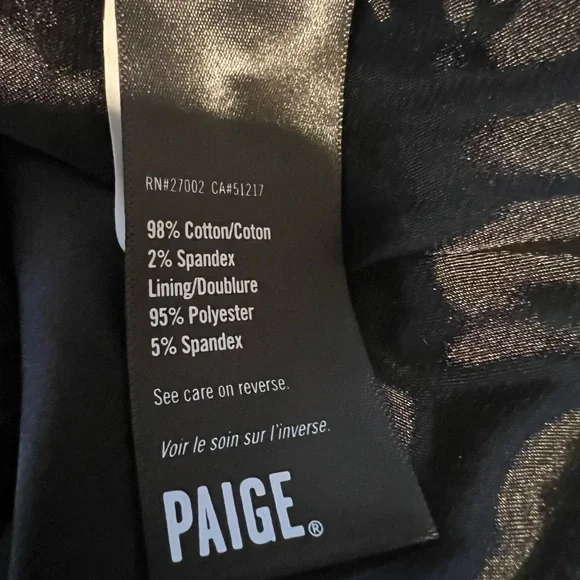 RN#27002 CA#51217
98% Cotton/Coton
2% Spandex
Lining/Doublure
95% Polyester
5% Spandex
See care on reverse.
Voir le soin sur l'inverse.
PAIGE®